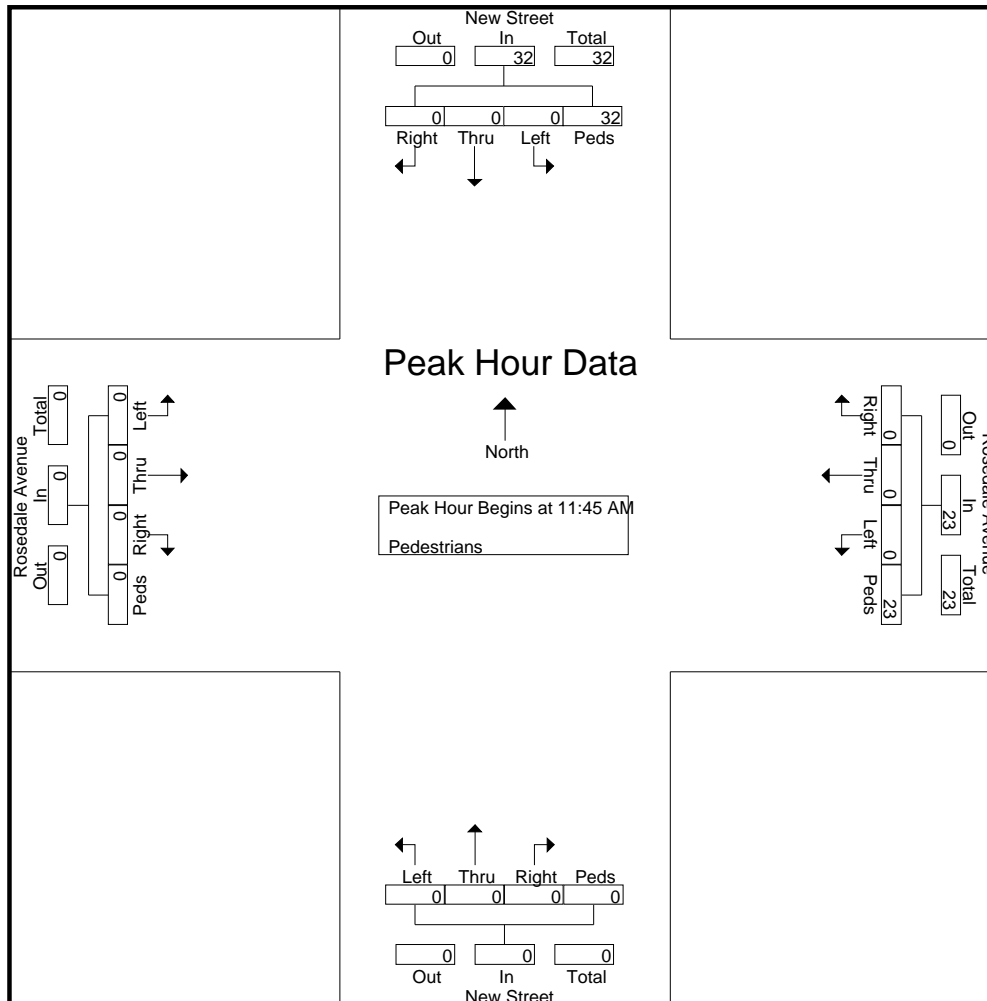 New Street
Out In Total
0 32 32
0 0 0 32
Right Thru Left Peds
Peak Hour Data
North
Peak Hour Begins at 11:45 AM
Pedestrians
Rosedale Avenue
Total In Out
0 0 0
0 0 0 0
Left Thru Right Peds
Right Thru Left Peds
0 0 0 23
Out In Total
0 23 23
Rosedale Avenue
Left Thru Right Peds
0 0 0 0
0 0 0
Out In Total
New Street